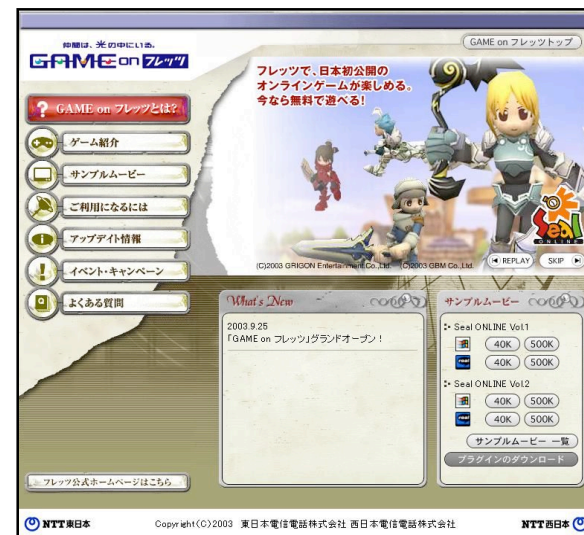 仲間は、光の中にいる。
GAME on フレッツ
GAME on フレッツトップ
フレッツで、日本初公開の
オンラインゲームが楽しめる。
今なら無料で遊べる!
? GAME on フレッツとは?
ゲーム紹介
サンプルムービー
ご利用になるには
アップデイト情報
イベント・キャンペーン
よくある質問
Seal
ONLINE
(C)2003 GRIGON Entertainment Co.,Ltd. (C)2003 GBM Co.,Ltd.
REPLAY
SKIP
What's New
2003.9.25
「GAME on フレッツ」グランドオープン！
サンプルムービー
Seal ONLINE Vol.1
40K 500K
real 40K 500K
Seal ONLINE Vol.2
40K 500K
real 40K 500K
サンプルムービー 一覧
プラグインのダウンロード
フレッツ公式ホームページはこちら
NTT東日本
Copyright(C)2003 東日本電信電話株式会社 西日本電信電話株式会社
NTT西日本